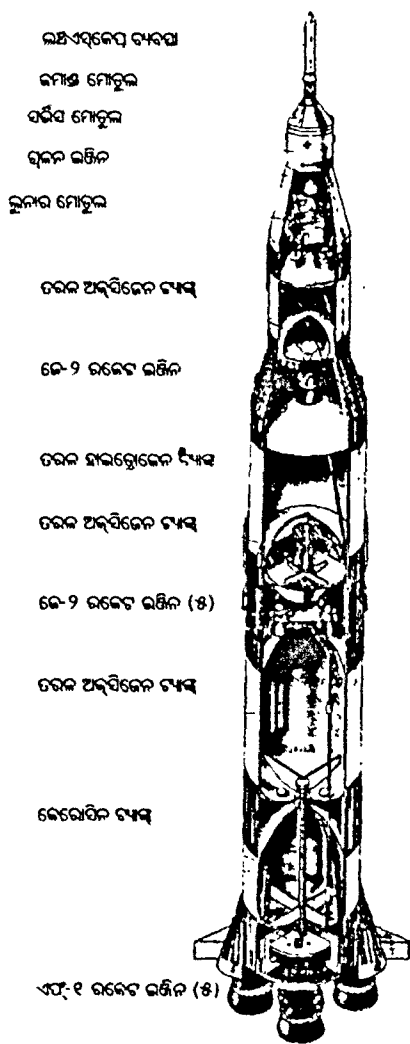 ଲଞ୍ଚଏସ୍କେପ୍ ବ୍ୟବସ୍ଥା
କମାଣ୍ଡ ମୋଡୁଲ
ସର୍ଭିସ ମୋଡୁଲ
ଇଞ୍ଜିନ
ଲୁନାର ମୋଡୁଲ
ତରଳ ଅକ୍ସିଜେନ ଟ୍ୟାଙ୍କ୍
ଜେ-୨ ରକେଟ ଇଞ୍ଜିନ
ତରଳ ହାଇଡ୍ରୋଜେନ ଟ୍ୟାଙ୍କ
ତରଳ ଅକ୍ସିଜେନ ଟ୍ୟାଙ୍କ୍
ଜେ-୨ ରକେଟ ଇଞ୍ଜିନ (୫)
ତରଳ ଅକ୍ସିଜେନ ଟ୍ୟାଙ୍କ୍
କେରୋସିନ ଟ୍ୟାଙ୍କ୍
ଏଫ୍-୧ ରକେଟ ଇଞ୍ଜିନ (୫)